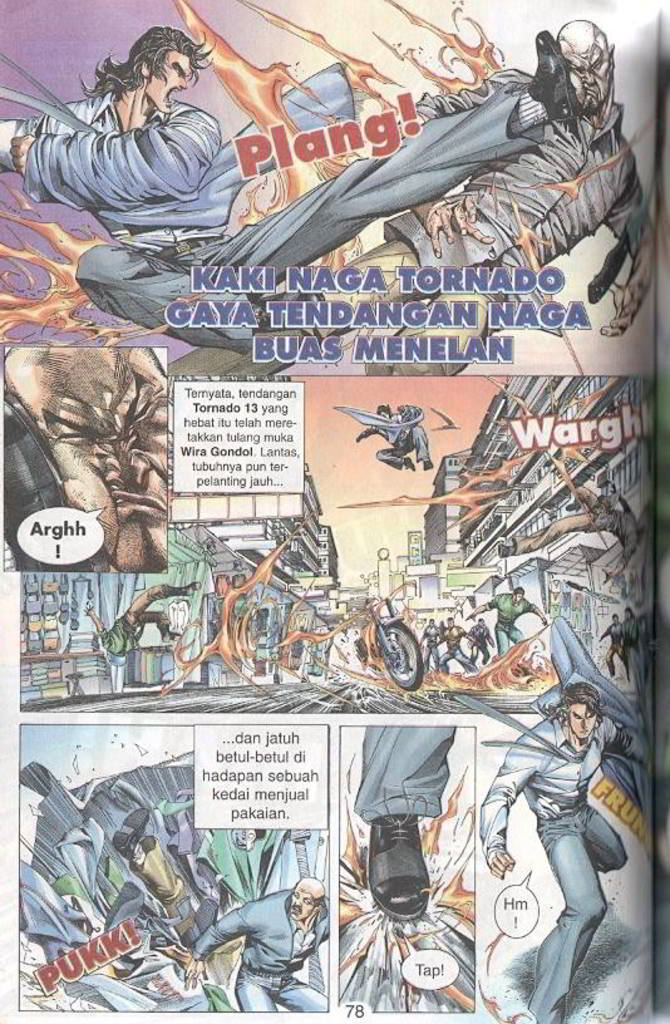 Plang!
KAKI NAGA TORNADO
GAYA TENDANGAN NAGA
BUAS MENELAN
Arghh
!
Ternyata, tendangan
Tornado 13 yang
hebat itu telah mere-
takkan tulang muka
Wira Gondol. Lantas,
tubuhnya pun ter-
pelanting jauh...
Wargh
...dan jatuh
betul-betul di
hadapan sebuah
kedai menjual
pakaian.
PUKK!
Tap!
Hm
!
78